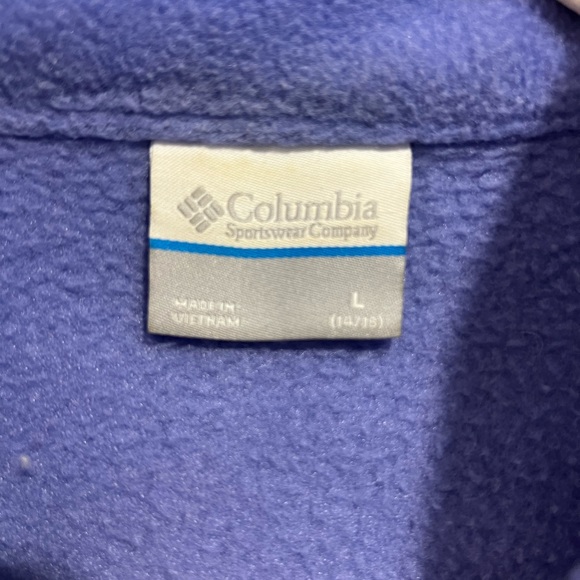 Columbia
Sportswear Company
L
MADE IN
VIETNAM
(14/16)